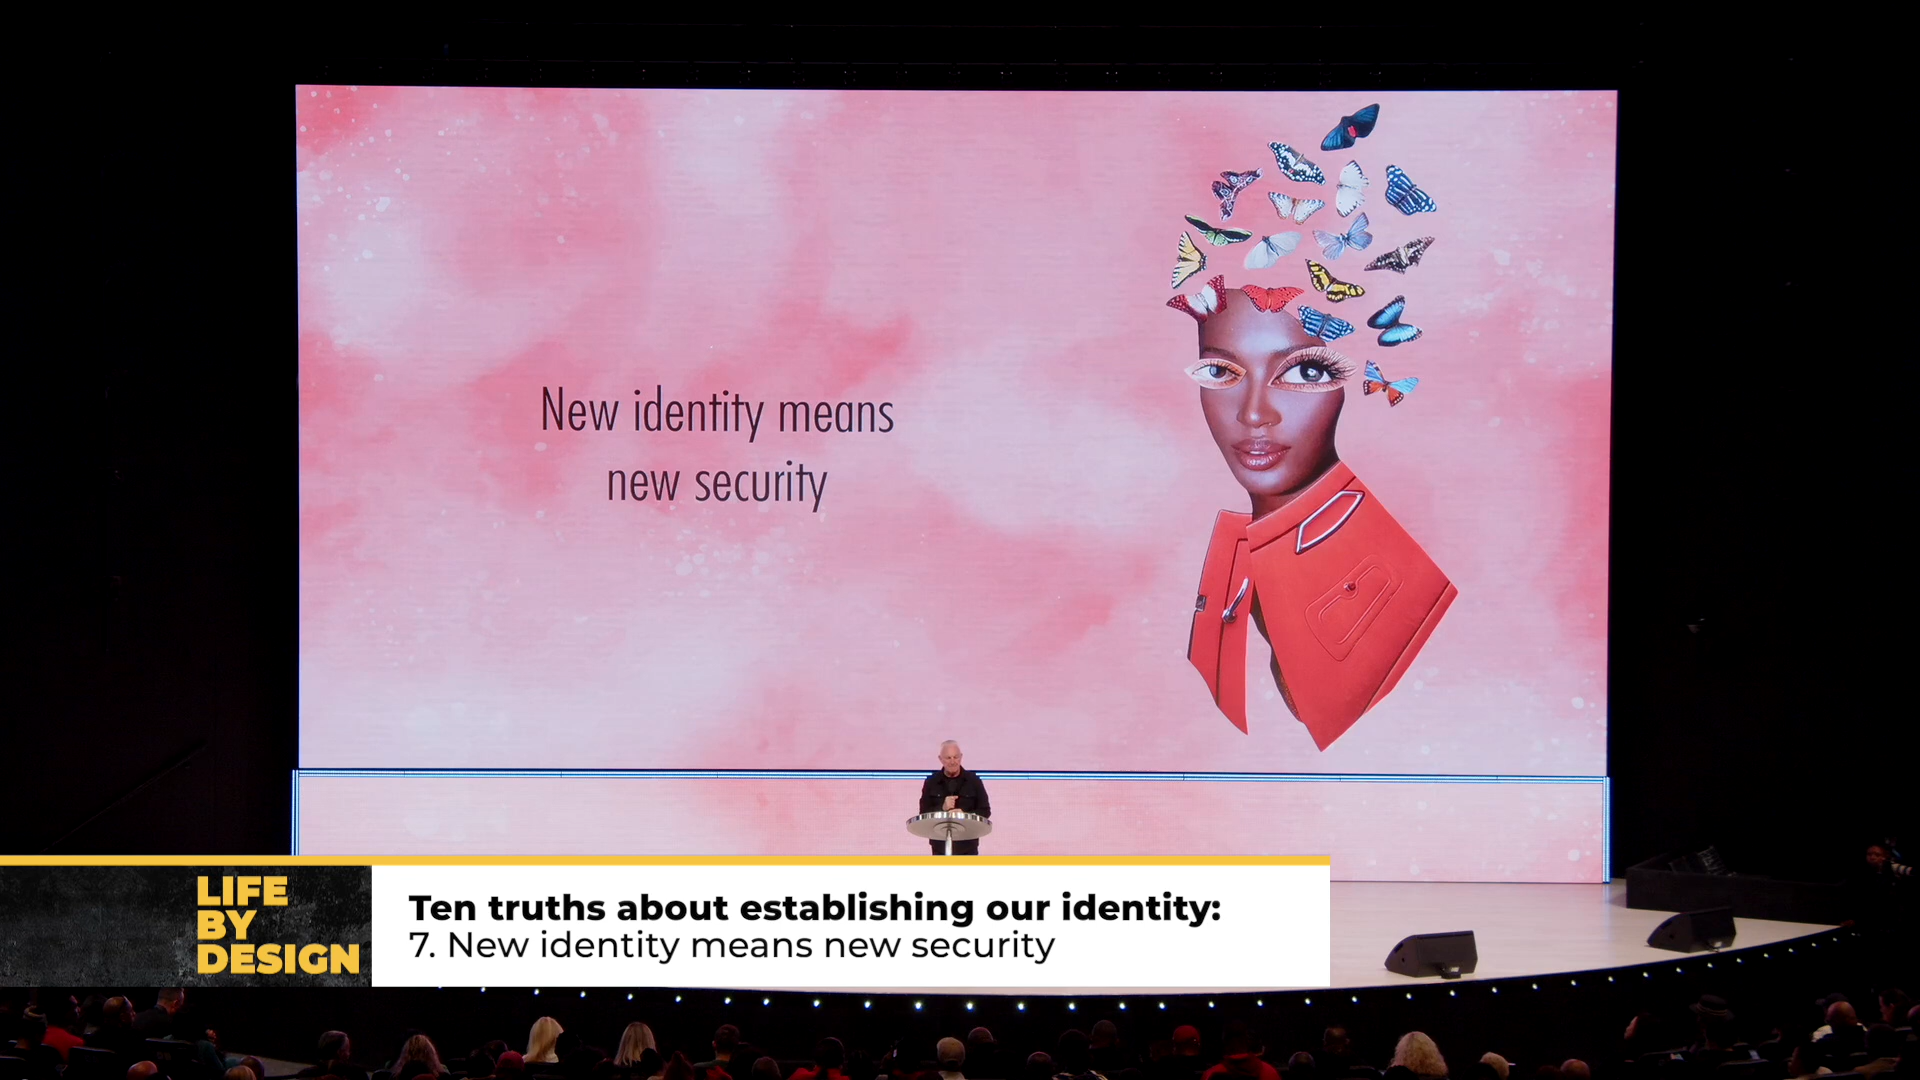 New identity means
new security
LIFE
BY
DESIGN
Ten truths about establishing our identity:
7. New identity means new security